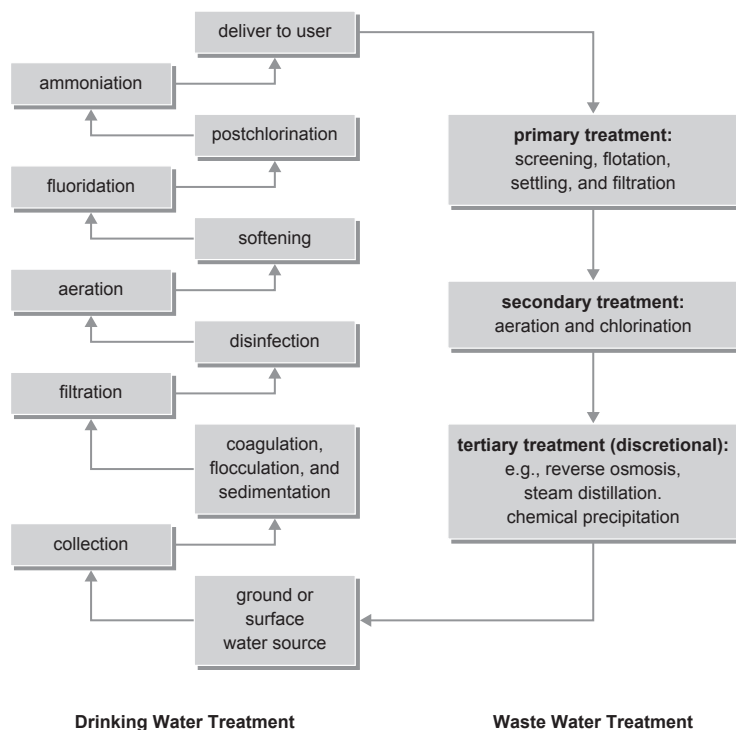 deliver to user
ammoniation
postchlorination
fluoridation
softening
aeration
disinfection
filtration
coagulation,
flocculation, and
sedimentation
collection
ground or
surface
water source
primary treatment:
screening, flotation,
settling, and filtration
secondary treatment:
aeration and chlorination
tertiary treatment (discretional):
e.g., reverse osmosis,
steam distillation.
chemical precipitation
Drinking Water Treatment
Waste Water Treatment